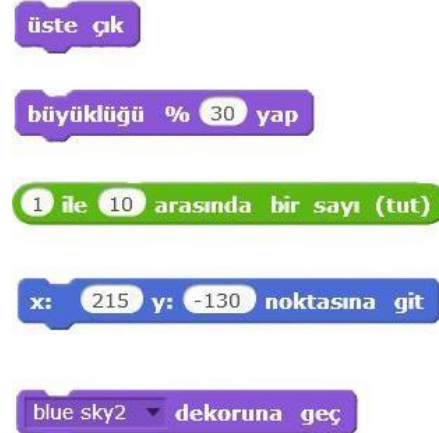 üste çık
büyüklüğü % 30 yap
1 ile 10 arasında bir sayı (tut)
x: 215 y: -130 noktasına git
blue sky2 dekoruna geç